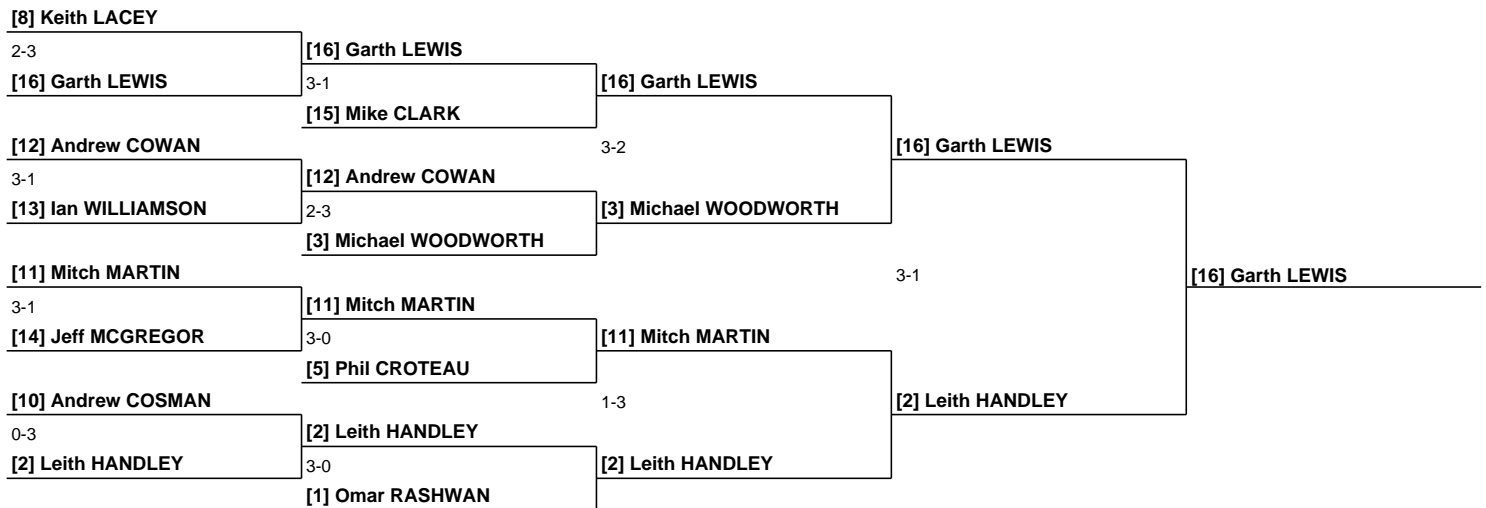 [8] Keith LACEY
2-3
[16] Garth LEWIS
[16] Garth LEWIS
3-1
[16] Garth LEWIS
[15] Mike CLARK
[12] Andrew COWAN
3-2
[16] Garth LEWIS
3-1
[12] Andrew COWAN
[13] Ian WILLIAMSON
2-3
[3] Michael WOODWORTH
[3] Michael WOODWORTH
[11] Mitch MARTIN
3-1
[16] Garth LEWIS
3-1
[11] Mitch MARTIN
[14] Jeff MCGREGOR
3-0
[11] Mitch MARTIN
[5] Phil CROTEAU
[10] Andrew COSMAN
1-3
[2] Leith HANDLEY
0-3
[2] Leith HANDLEY
[2] Leith HANDLEY
3-0
[2] Leith HANDLEY
[1] Omar RASHWAN